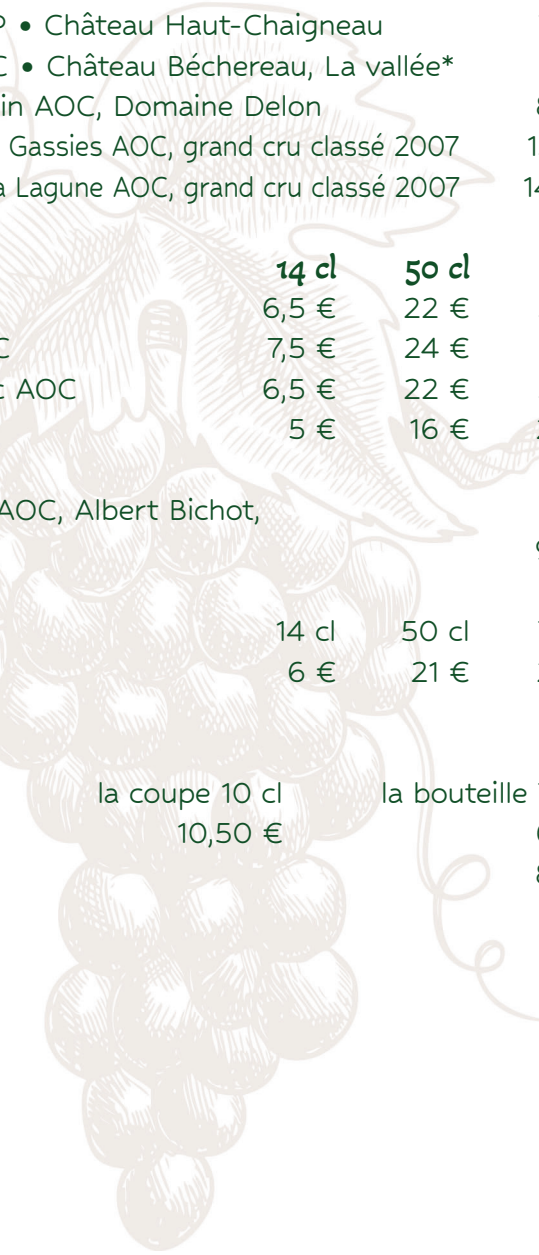 • Château Haut-Chaigneau
• Château Béchereau, La vallée*
AOC, Domaine Delon
Gassies AOC, grand cru classé 2007
Lagune AOC, grand cru classé 2007
14 cl 50 cl
6,5 € 22 €
7,5 € 24 €
AOC 6,5 € 22 €
5 € 16 €
AOC, Albert Bichot,
14 cl 50 cl
6 € 21 €
la coupe 10 cl la bouteille
10,50 €